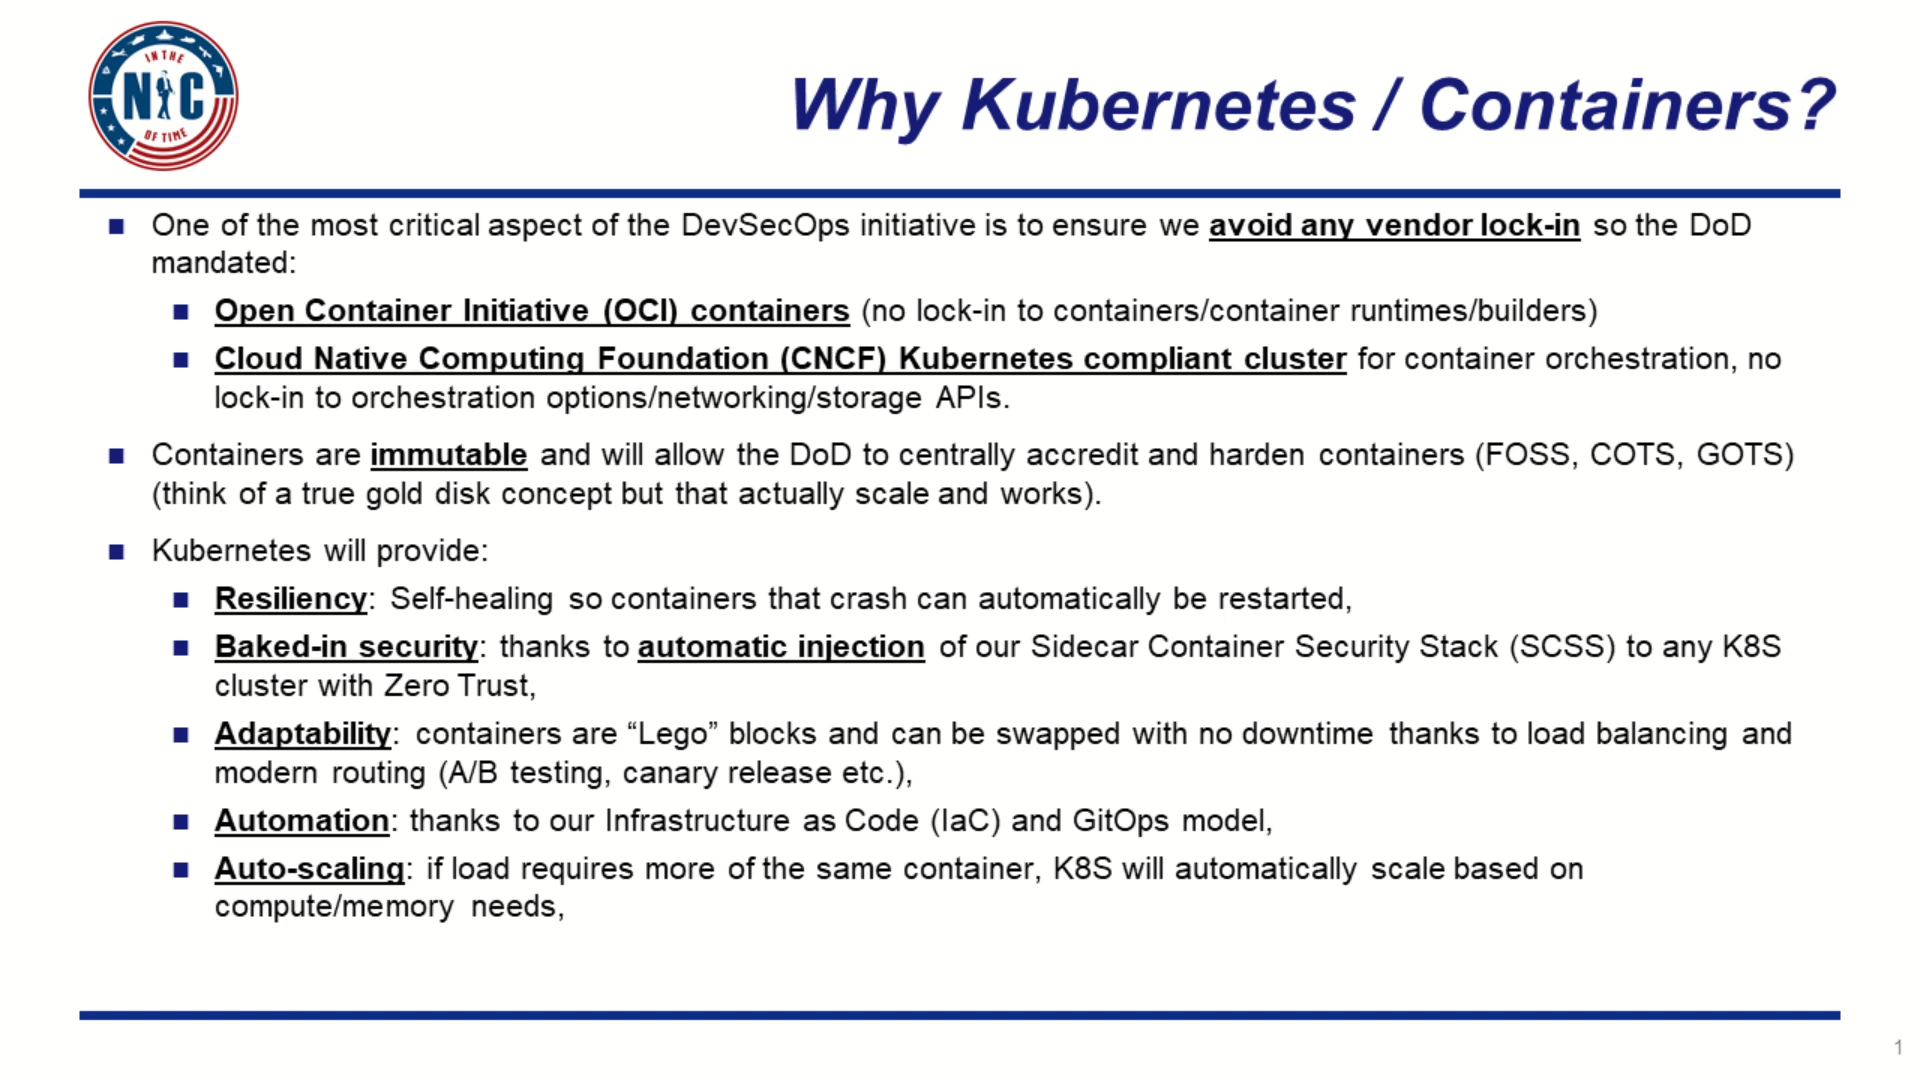 IN THE
NIC
OF TIME
Why Kubernetes / Containers?
One of the most critical aspect of the DevSecOps initiative is to ensure we avoid any vendor lock-in so the DoD
mandated:
Open Container Initiative (OCI) containers (no lock-in to containers/container runtimes/builders)
Cloud Native Computing Foundation (CNCF) Kubernetes compliant cluster for container orchestration, no
lock-in to orchestration options/networking/storage APIs.
Containers are immutable and will allow the DoD to centrally accredit and harden containers (FOSS, COTS, GOTS)
(think of a true gold disk concept but that actually scale and works).
Kubernetes will provide:
Resiliency: Self-healing so containers that crash can automatically be restarted,
Baked-in security: thanks to automatic injection of our Sidecar Container Security Stack (SCSS) to any K8S
cluster with Zero Trust,
Adaptability: containers are “Lego” blocks and can be swapped with no downtime thanks to load balancing and
modern routing (A/B testing, canary release etc.),
Automation: thanks to our Infrastructure as Code (IaC) and GitOps model,
Auto-scaling: if load requires more of the same container, K8S will automatically scale based on
compute/memory needs,
1